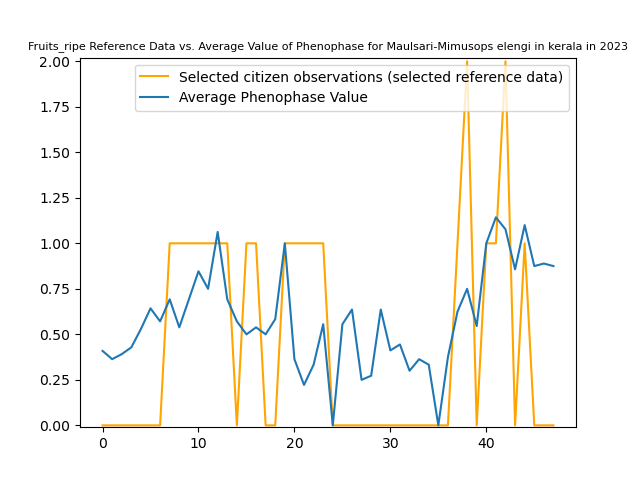 Fruits_ripe Reference Data vs. Average Value of Phenophase for Maulsari-Mimusops elengi in kerala in 2023
2.00
Selected citizen observations (selected reference data)
Average Phenophase Value
1.75
1.50
1.25
1.00
0.75
0.50
0.25
0.00
0 10 20 30 40